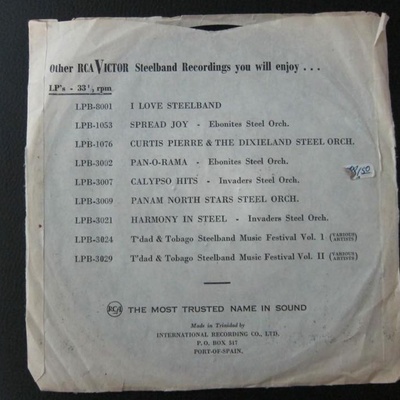 Other RCA VICTOR Steelband Recordings you will enjoy . . .
LP's - 33⅓ rpm
LPB-8001 I LOVE STEELBAND
LPB-1053 SPREAD JOY - Ebonites Steel Orch.
LPB-1076 CURTIS PIERRE & THE DIXIELAND STEEL ORCH.
LPB-3002 PAN-O-RAMA - Ebonites Steel Orch.
LPB-3007 CALYPSO HITS - Invaders Steel Orch.
LPB-3009 PANAM NORTH STARS STEEL ORCH.
LPB-3021 HARMONY IN STEEL - Invaders Steel Orch.
LPB-3024 T'dad & Tobago Steelband Music Festival Vol. I (VARIOUS ARTISTS)
LPB-3029 T'dad & Tobago Steelband Music Festival Vol. II (VARIOUS ARTISTS)
RCA THE MOST TRUSTED NAME IN SOUND
Made in Trinidad by
INTERNATIONAL RECORDING CO., LTD.
P.O. BOX 517
PORT-OF-SPAIN.